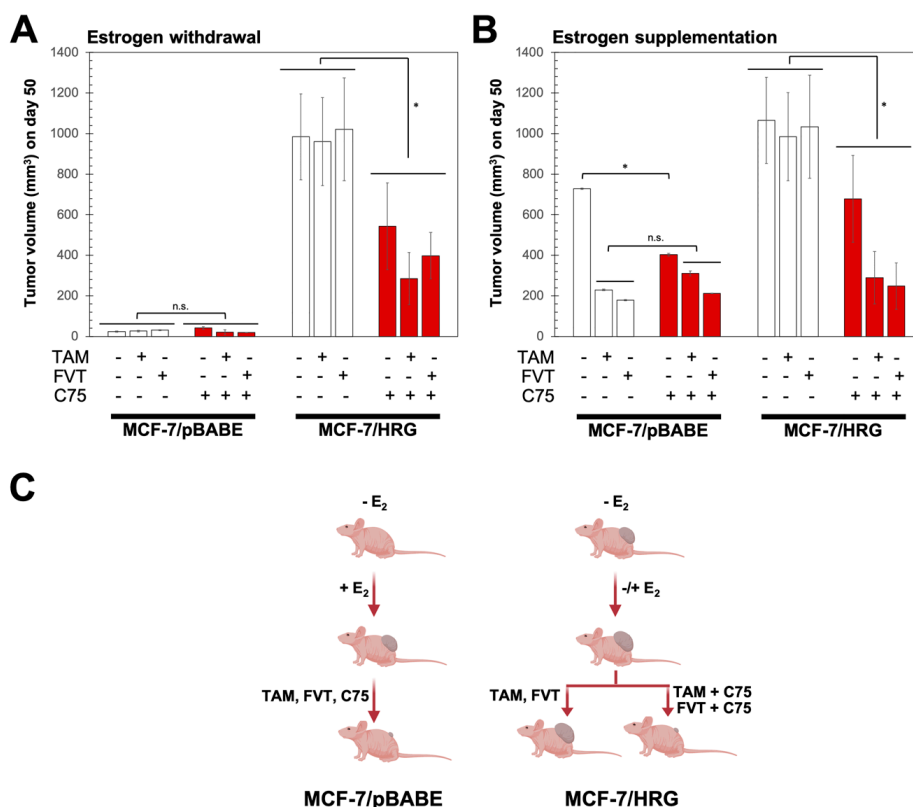 A
Estrogen withdrawal
Tumor volume (mm³) on day 50
1400
1200
1000
800
600
400
200
0
n.s.
*
TAM - + - - + - - + - - + -
FVT - - + - - + - - + - - +
C75 - - - + + + - - - + + +
MCF-7/pBABE MCF-7/HRG
B
Estrogen supplementation
Tumor volume (mm³) on day 50
1400
1200
1000
800
600
400
200
0
*
n.s.
*
- + - - + - - + - - + -
- - + - - + - - + - - +
- - - + + + - - - + + +
MCF-7/pBABE MCF-7/HRG
C
- E₂
+ E₂
TAM, FVT, C75
MCF-7/pBABE
- E₂
-/+ E₂
TAM, FVT
TAM + C75
FVT + C75
MCF-7/HRG